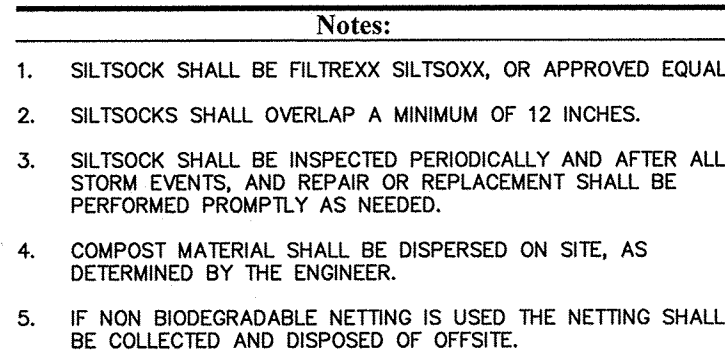 Notes:
1. SILTSOCK SHALL BE FILTREXX SILTSOXX, OR APPROVED EQUAL
2. SILTSOCKS SHALL OVERLAP A MINIMUM OF 12 INCHES.
3. SILTSOCK SHALL BE INSPECTED PERIODICALLY AND AFTER ALL
STORM EVENTS, AND REPAIR OR REPLACEMENT SHALL BE
PERFORMED PROMPTLY AS NEEDED.
4. COMPOST MATERIAL SHALL BE DISPERSED ON SITE, AS
DETERMINED BY THE ENGINEER.
5. IF NON BIODEGRADABLE NETTING IS USED THE NETTING SHALL
BE COLLECTED AND DISPOSED OF OFFSITE.